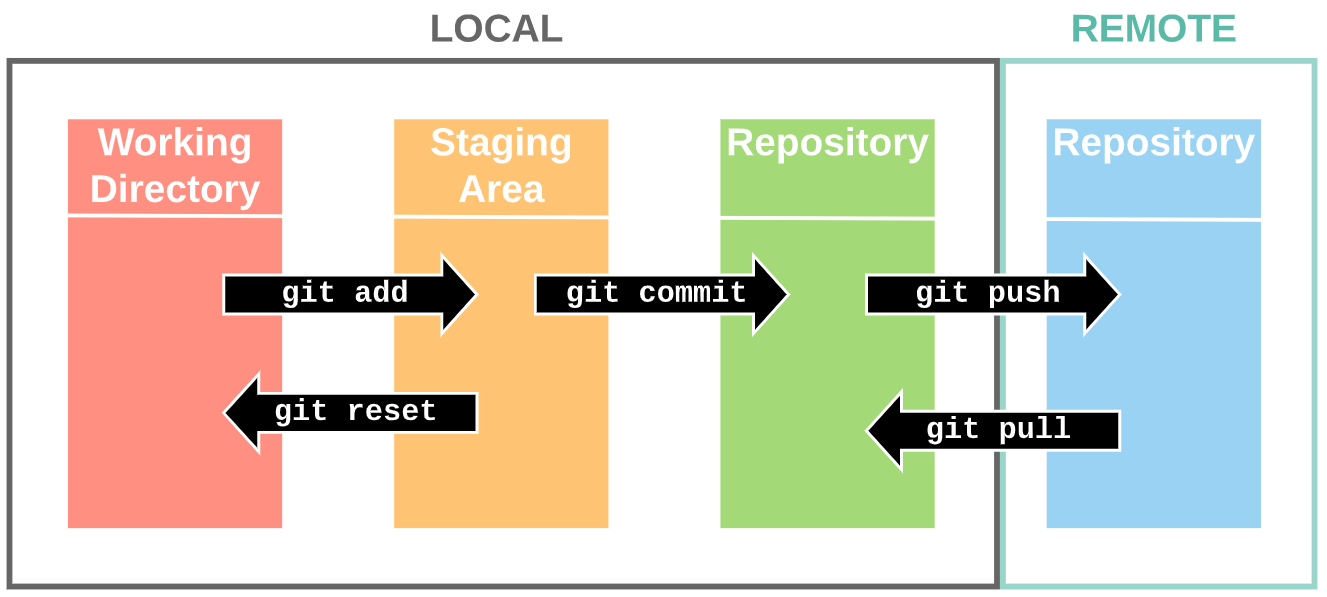 LOCAL
REMOTE
Working
Directory
Staging
Area
Repository
Repository
git add
git commit
git push
git reset
git pull